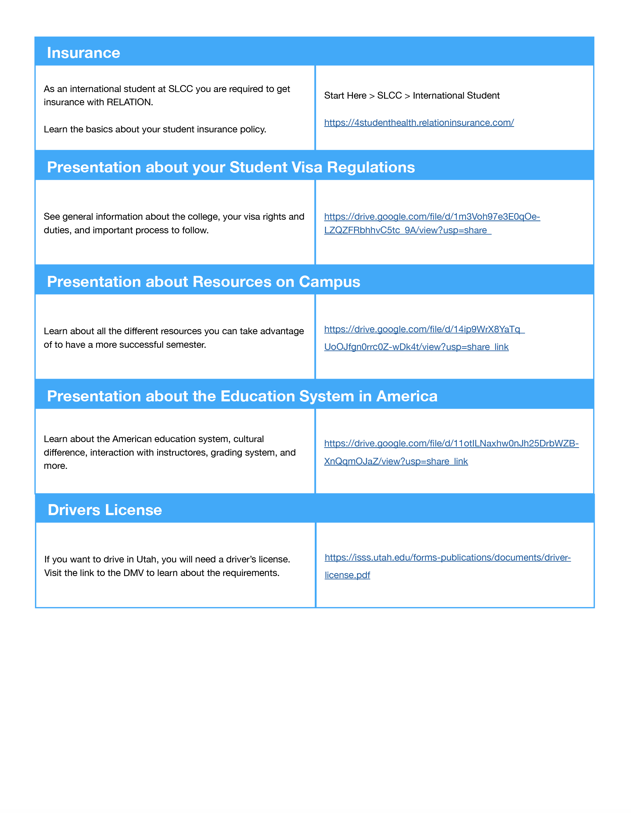 Insurance
As an international student at SLCC you are required to get
insurance with RELATION.
Learn the basics about your student insurance policy.
Start Here > SLCC > International Student
https://4studenthealth.relationinsurance.com/
Presentation about your Student Visa Regulations
See general information about the college, your visa rights and
duties, and important process to follow.
https://drive.google.com/file/d/1m3Voh97e3E0qOe-
LZQZFRbhhvC5tc_9A/view?usp=share_
Presentation about Resources on Campus
Learn about all the different resources you can take advantage
of to have a more successful semester.
https://drive.google.com/file/d/14jp9WrX8YaTq_
UoOJfgn0rrc0Z-wDk4t/view?usp=share_link
Presentation about the Education System in America
Learn about the American education system, cultural
difference, interaction with instructores, grading system, and
more.
https://drive.google.com/file/d/11otILNaxhw0nJh25DrbWZB-
XnQqmOJaZ/view?usp=share_link
Drivers License
If you want to drive in Utah, you will need a driver's license.
Visit the link to the DMV to learn about the requirements.
https://isss.utah.edu/forms-publications/documents/driver-
license.pdf